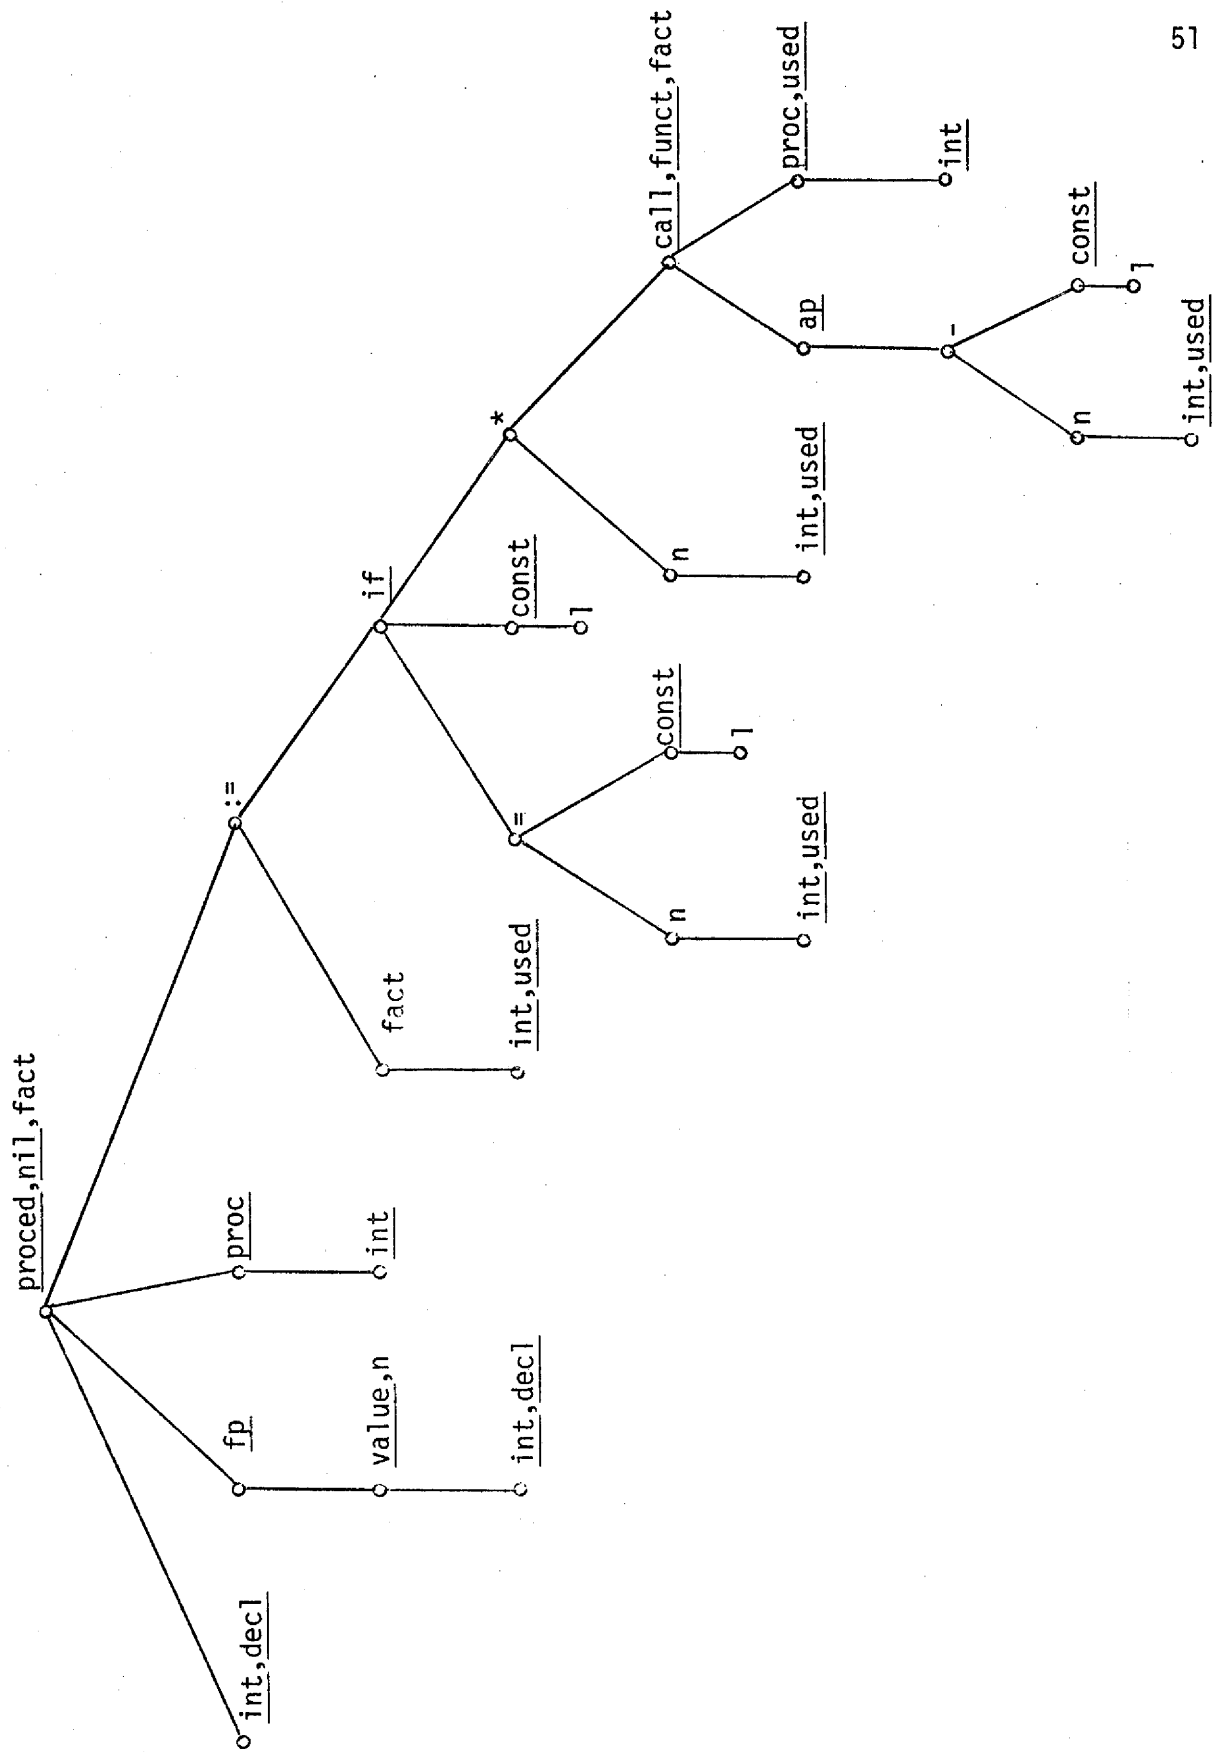 51
proced,nil,fact
int,decl
fp
value,n
int,decl
proc
int
:=
fact
int,used
if
=
n
int,used
const
1
const
1
*
n
int,used
call,funct,fact
ap
-
n
int,used
const
1
proc,used
int